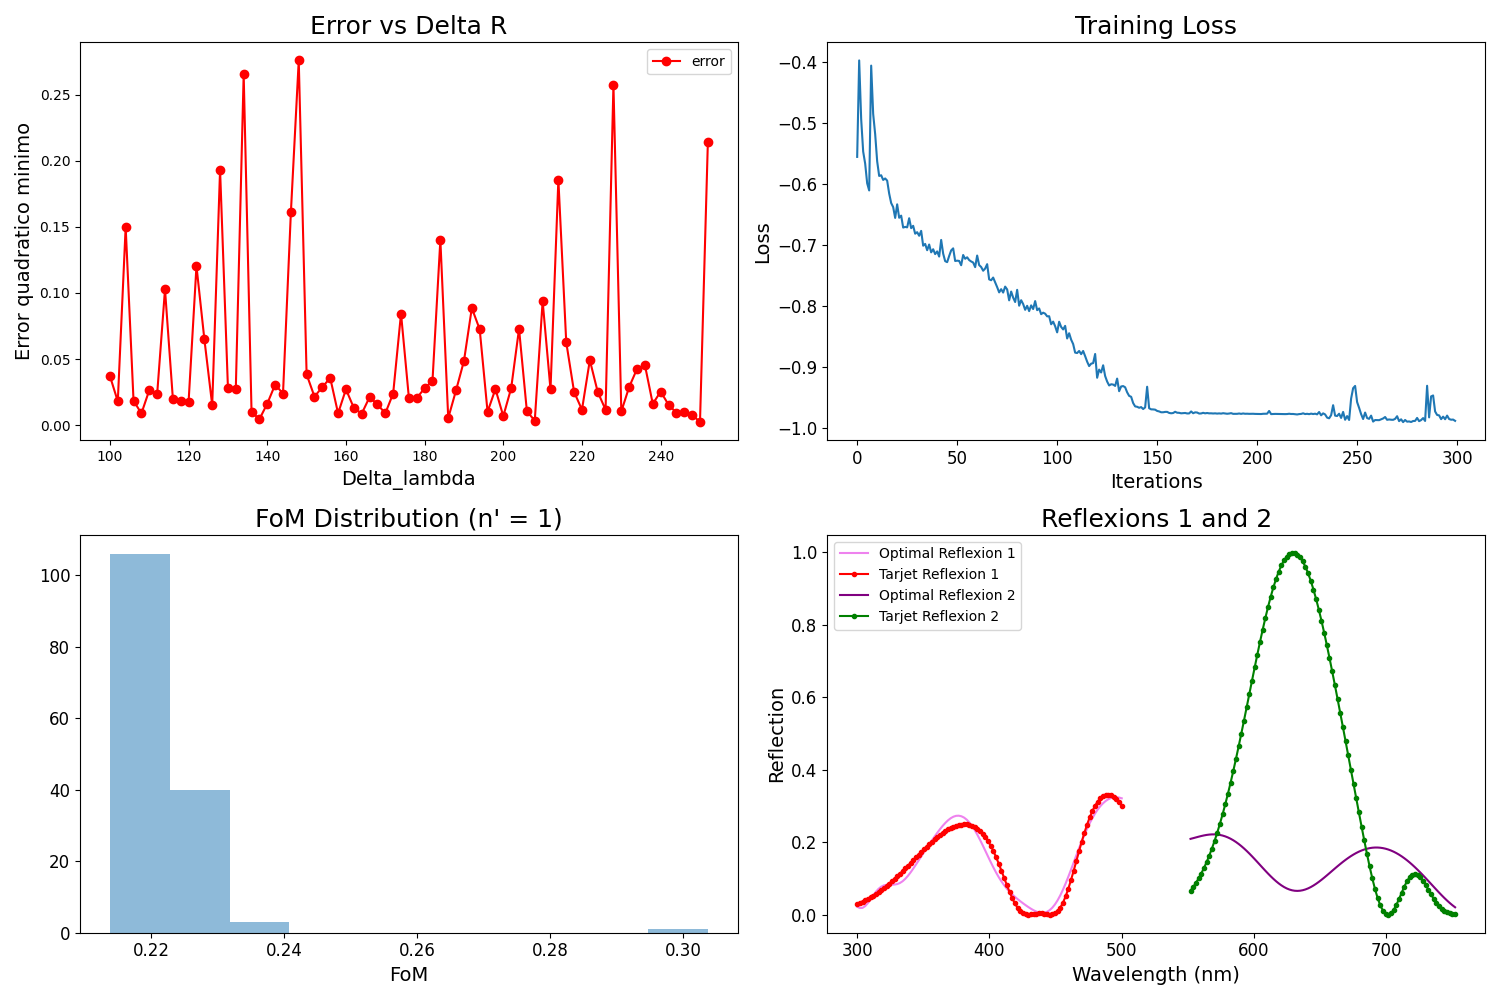 Error vs Delta R
error
Error quadratico minimo
0.25
0.20
0.15
0.10
0.05
0.00
100 120 140 160 180 200 220 240
Delta_lambda
Training Loss
Loss
−0.4
−0.5
−0.6
−0.7
−0.8
−0.9
−1.0
0 50 100 150 200 250 300
Iterations
FoM Distribution (n' = 1)
100
80
60
40
20
0
0.22 0.24 0.26 0.28 0.30
FoM
Reflexions 1 and 2
Optimal Reflexion 1
Tarjet Reflexion 1
Optimal Reflexion 2
Tarjet Reflexion 2
Reflection
1.0
0.8
0.6
0.4
0.2
0.0
300 400 500 600 700
Wavelength (nm)